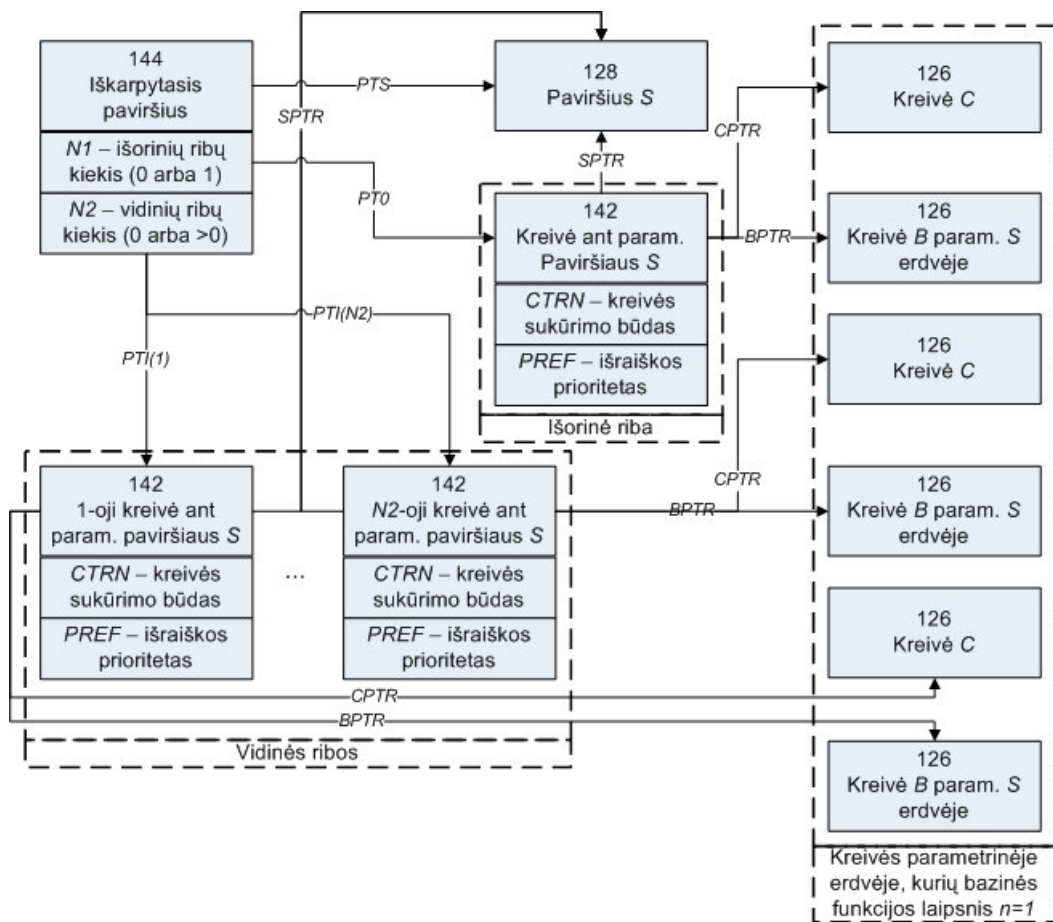 144
Iškarpytasis
paviršius
N1 – išorinių ribų
kiekis (0 arba 1)
N2 – vidinių ribų
kiekis (0 arba >0)
PTS
SPTR
128
Paviršius S
SPTR
PT0
142
Kreivė ant param.
Paviršiaus S
CTRN – kreivės
sukūrimo būdas
PREF – išraiškos
prioritetas
Išorinė riba
CPTR
BPTR
126
Kreivė C
126
Kreivė B param. S
erdvėje
126
Kreivė C
126
Kreivė B param. S
erdvėje
126
Kreivė C
126
Kreivė B param. S
erdvėje
Kreivės parametrinėje
erdvėje, kurių bazinės
funkcijos laipsnis n=1
PTI(1)
PTI(N2)
142
1-oji kreivė ant
param. paviršiaus S
CTRN – kreivės
sukūrimo būdas
PREF – išraiškos
prioritetas
...
142
N2-oji kreivė ant
param. paviršiaus S
CTRN – kreivės
sukūrimo būdas
PREF – išraiškos
prioritetas
CPTR
BPTR
CPTR
BPTR
Vidinės ribos